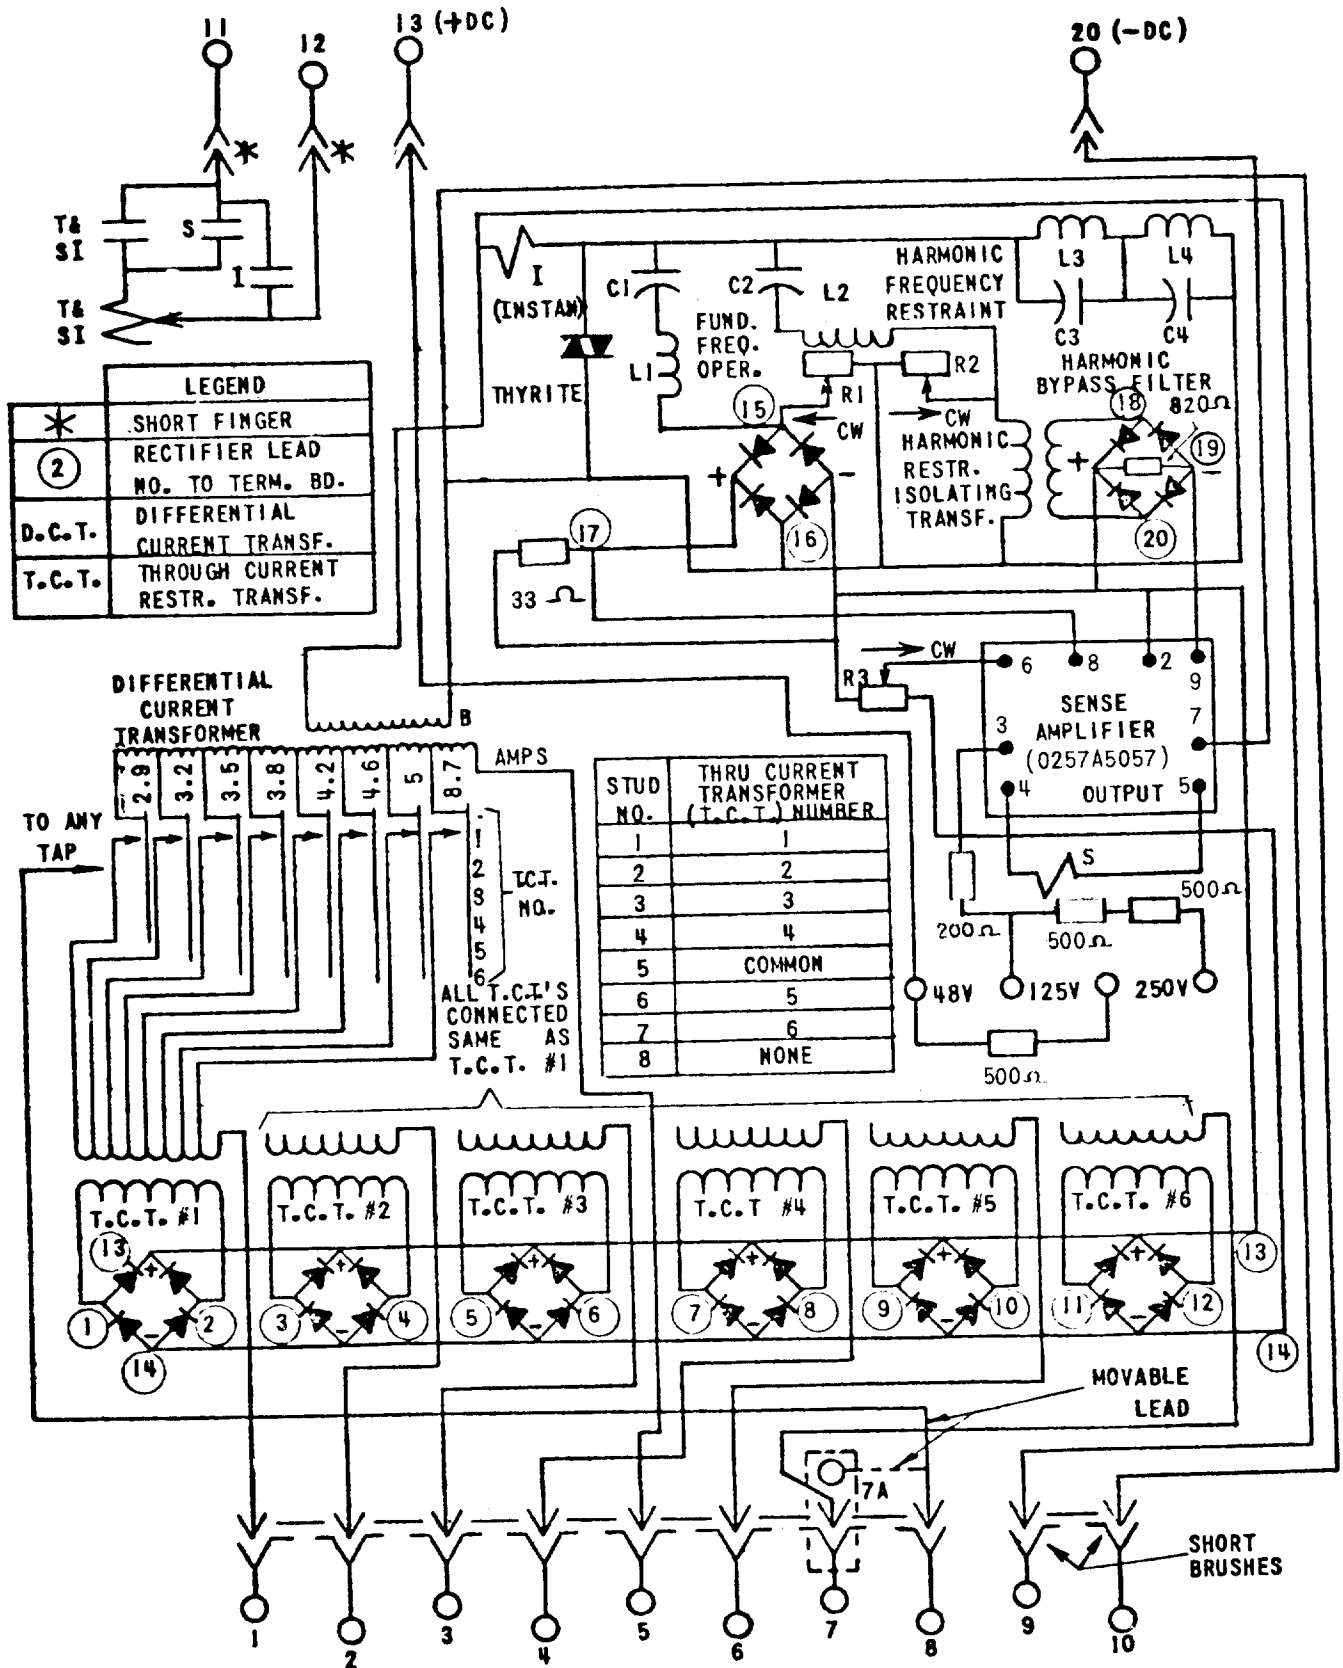 11
12
13 (+DC)
20 (-DC)
*
*
T&
SI
S
I
T&
SI
I
(INSTAN)
THYRITE
C1
L1
FUND.
FREQ.
OPER.
C2
L2
HARMONIC
FREQUENCY
RESTRAINT
L3
L4
C3
C4
HARMONIC
BYPASS FILTER
R1
R2
CW
CW
HARMONIC
RESTR.
ISOLATING
TRANSF.
15
16
17
18
820Ω
19
20
+
-
+
-
33 Ω
LEGEND
* SHORT FINGER
2 RECTIFIER LEAD
NO. TO TERM. BD.
D.C.T. DIFFERENTIAL
CURRENT TRANSF.
T.C.T. THROUGH CURRENT
RESTR. TRANSF.
DIFFERENTIAL
CURRENT
TRANSFORMER
B
AMPS
2.9
3.2
3.5
3.8
4.2
4.6
5
8.7
TO ANY
TAP
1
2
3
4
5
6
T.C.T.
NO.
ALL T.C.T.'S
CONNECTED
SAME AS
T.C.T. #1
STUD NO. THRU CURRENT TRANSFORMER (T.C.T.) NUMBER
1 1
2 2
3 3
4 4
5 COMMON
6 5
7 6
8 NONE
R3
CW
6
8
2
9
3
7
4
5
SENSE
AMPLIFIER
(0257A5057)
OUTPUT
S
200Ω
500Ω
500Ω
48V
125V
250V
500Ω
T.C.T. #1
T.C.T. #2
T.C.T. #3
T.C.T #4
T.C.T. #5
T.C.T. #6
13
+
+
+
+
+
+
13
1
2
3
4
5
6
7
8
9
10
11
12
-
-
-
-
-
-
14
14
MOVABLE
LEAD
7A
SHORT
BRUSHES
1
2
3
4
5
6
7
8
9
10